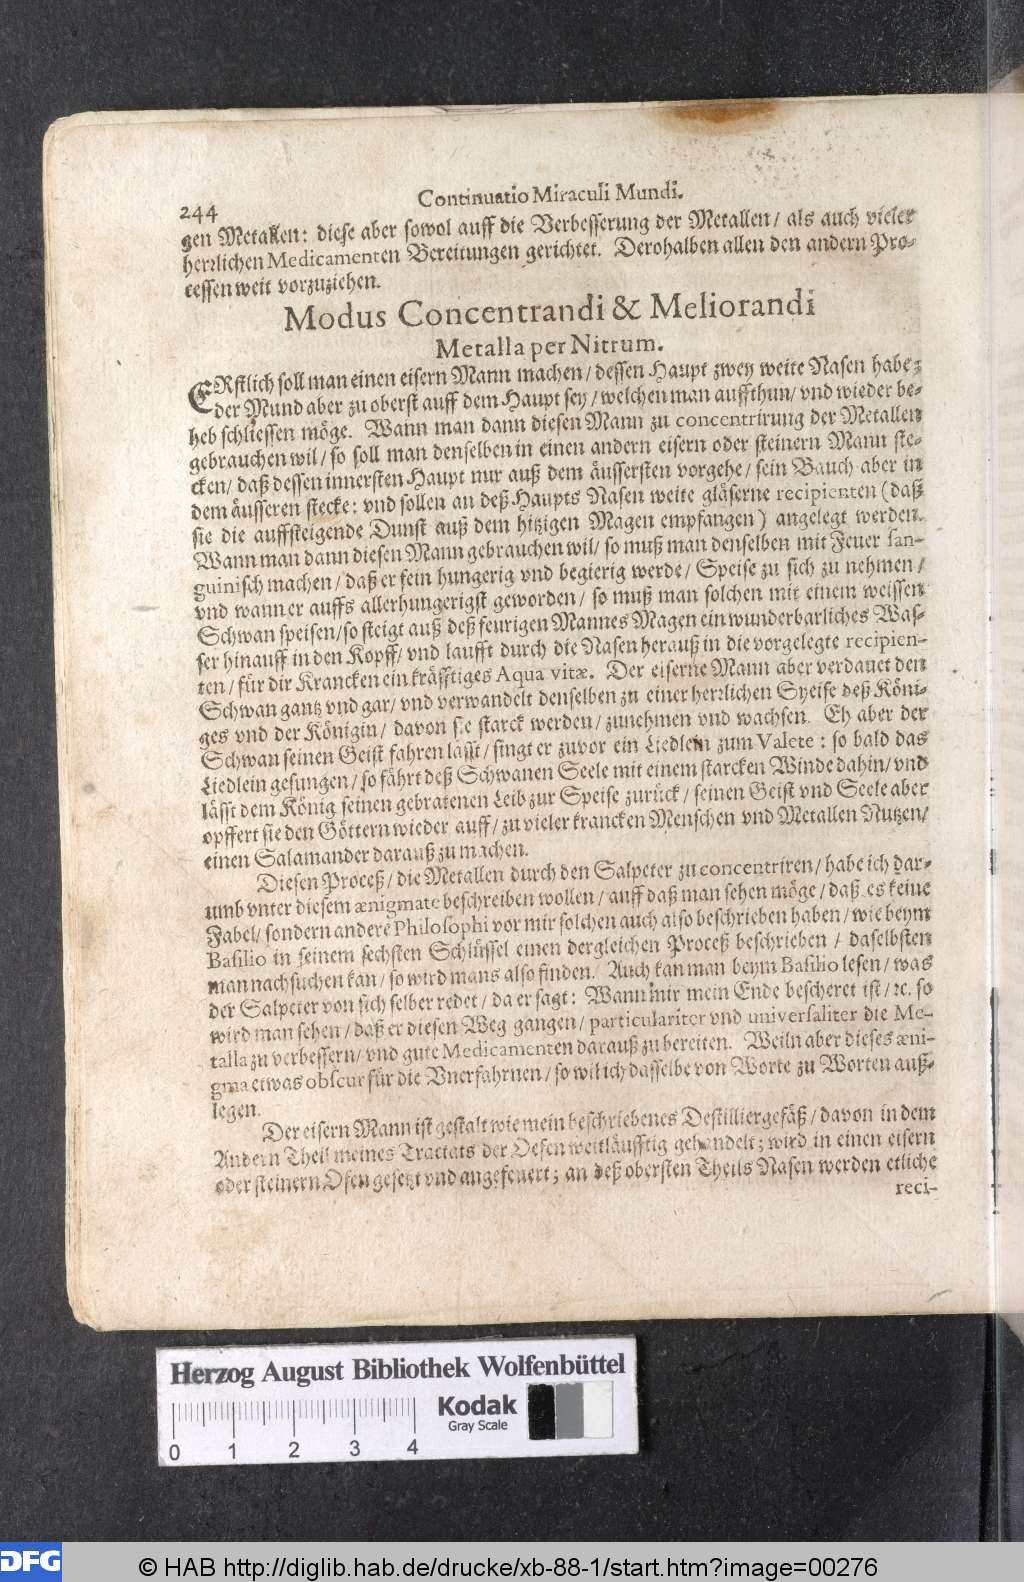 244
Continuatio Miraculi Mundi.
gen Metallen: diese aber sowol auff die Verbesserung der Metallen/ als auch vieler
herrlichen Medicamenten Bereitungen gerichtet. Derohalben allen den andern Pro-
cessen weit vorzuziehen.
Modus Concentrandi & Meliorandi
Metalla per Nitrum.
ERstlich soll man einen eisern Mann machen/ dessen Haupt zwey weite Nasen habe:
der Mund aber zu oberst auff dem Haupt sey/ welchen man auffthun/ vnd wieder be-
heb schliessen möge. Wann man dann diesen Mann zu concentrirung der Metallen
gebrauchen wil/ so soll man denselben in einen andern eisern oder steinern Mann ste-
cken/ daß dessen innersten Haupt nur auß dem äussersten vorgehe/ sein Bauch aber in
dem äusseren stecke: vnd sollen an deß Haupts Nasen weite gläserne recipienten (daß
sie die auffsteigende Dunst auß dem hitzigen Magen empfangen) angelegt werden.
Wann man dann diesen Mann gebrauchen wil/ so muß man denselben mit Feuer san-
guinisch machen/ daß er fein hungerig vnd begierig werde/ Speise zu sich zu nehmen/
vnd wann er auffs allerhungerigst geworden/ so muß man solchen mit einem weissen
Schwan speisen/ so steigt auß deß feurigen Mannes Magen ein wunderbarliches Was-
ser hinauff in den Kopff/ vnd laufft durch die Nasen herauß in die vorgelegte recipien-
ten/ für dir Krancken ein kräfftiges Aqua vitæ. Der eiserne Mann aber verdauet den
Schwan gantz vnd gar/ vnd verwandelt denselben zu einer herrlichen Syeife deß Köni-
ges vnd der Königin/ davon sie starck werden/ zunehmen vnd wachsen. Eh aber der
Schwan seinen Geist fahren lässt/ singt er zuvor ein Liedlein zum Valete: so bald das
Liedlein gesungen/ so fährt deß Schwanen Seele mit einem starcken Winde dahin/ vnd
lässt dem König seinen gebratenen Leib zur Speise zurück/ seinen Geist vnd Seele aber
opffert sie den Göttern wieder auff/ zu vieler krancken Menschen vnd Metallen Nutzen/
einen Salamander darauß zu machen.
Diesen Proceß/ die Metallen durch den Salpeter zu concentriren/ habe ich dar-
umb vnter diesem ænigmate beschreiben wollen/ auff daß man sehen möge/ daß es keine
Fabel/ sondern andere Philosophi vor mir solchen auch also beschrieben haben/ wie beym
Basilio in seinem sechsten Schlüssel einen dergleichen Proceß beschrieben/ daselbsten
man nachsuchen kan/ so wird mans also finden. Auch kan man beym Basilio lesen/ was
der Salpeter von sich selber redet/ da er sagt: Wann mir mein Ende bescheret ist/ ꝛc. so
wird man sehen/ daß er diesen Weg gangen/ particulariter vnd universaliter die Me-
talla zu verbessern/ vnd gute Medicamenten darauß zu bereiten. Weiln aber dieses æni-
gma etwas obscur für die Vnerfahrnen/ so wil ich dasselbe von Worte zu Worten auß-
legen.
Der eisern Mann ist gestalt wie mein beschriebenes Destilliergefäß/ davon in dem
Andern Theil meines Tractats der Oefen weitläufftig gehandelt; wird in einen eisern
oder steinern Ofen gesetzt vnd angefeuert; an deß obersten Theils Nasen werden etliche
reci-
Herzog August Bibliothek Wolfenbüttel
Kodak
Gray Scale
0 1 2 3 4
DFG
© HAB http://diglib.hab.de/drucke/xb-88-1/start.htm?image=00276